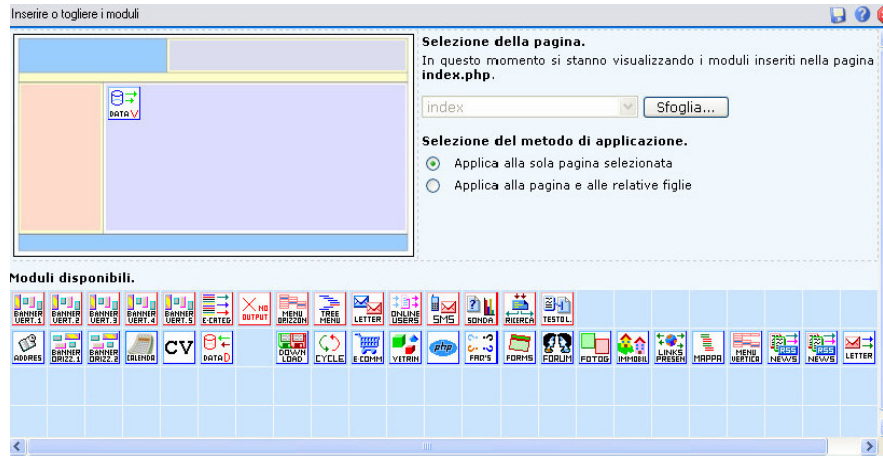 Inserire o togliere i moduli
Selezione della pagina.
In questo momento si stanno visualizzando i moduli inseriti nella pagina
index.php.
DATA V
index
Sfoglia...
Selezione del metodo di applicazione.
Applica alla sola pagina selezionata
Applica alla pagina e alle relative figlie
Moduli disponibili.
BANNER VERT.1 BANNER VERT.2 BANNER VERT.3 BANNER VERT.4 BANNER VERT.5 E-CATEG NO OUTPUT MENU ORIZZON TREE MENU LETTER ONLINE USERS SMS SONDA RICERCA TESTOL.
ADDRES BANNER ORIZZ.1 BANNER ORIZZ.2 CALENDA CV DATA D DOWN LOAD CYCLE E-COMM VETRIN php FAQ'S FORMS FORUM FOTOG IMMOBIL LINKS PRESEN MAPPA MENU VERTICA RSS NEWS RSS NEWS LETTER